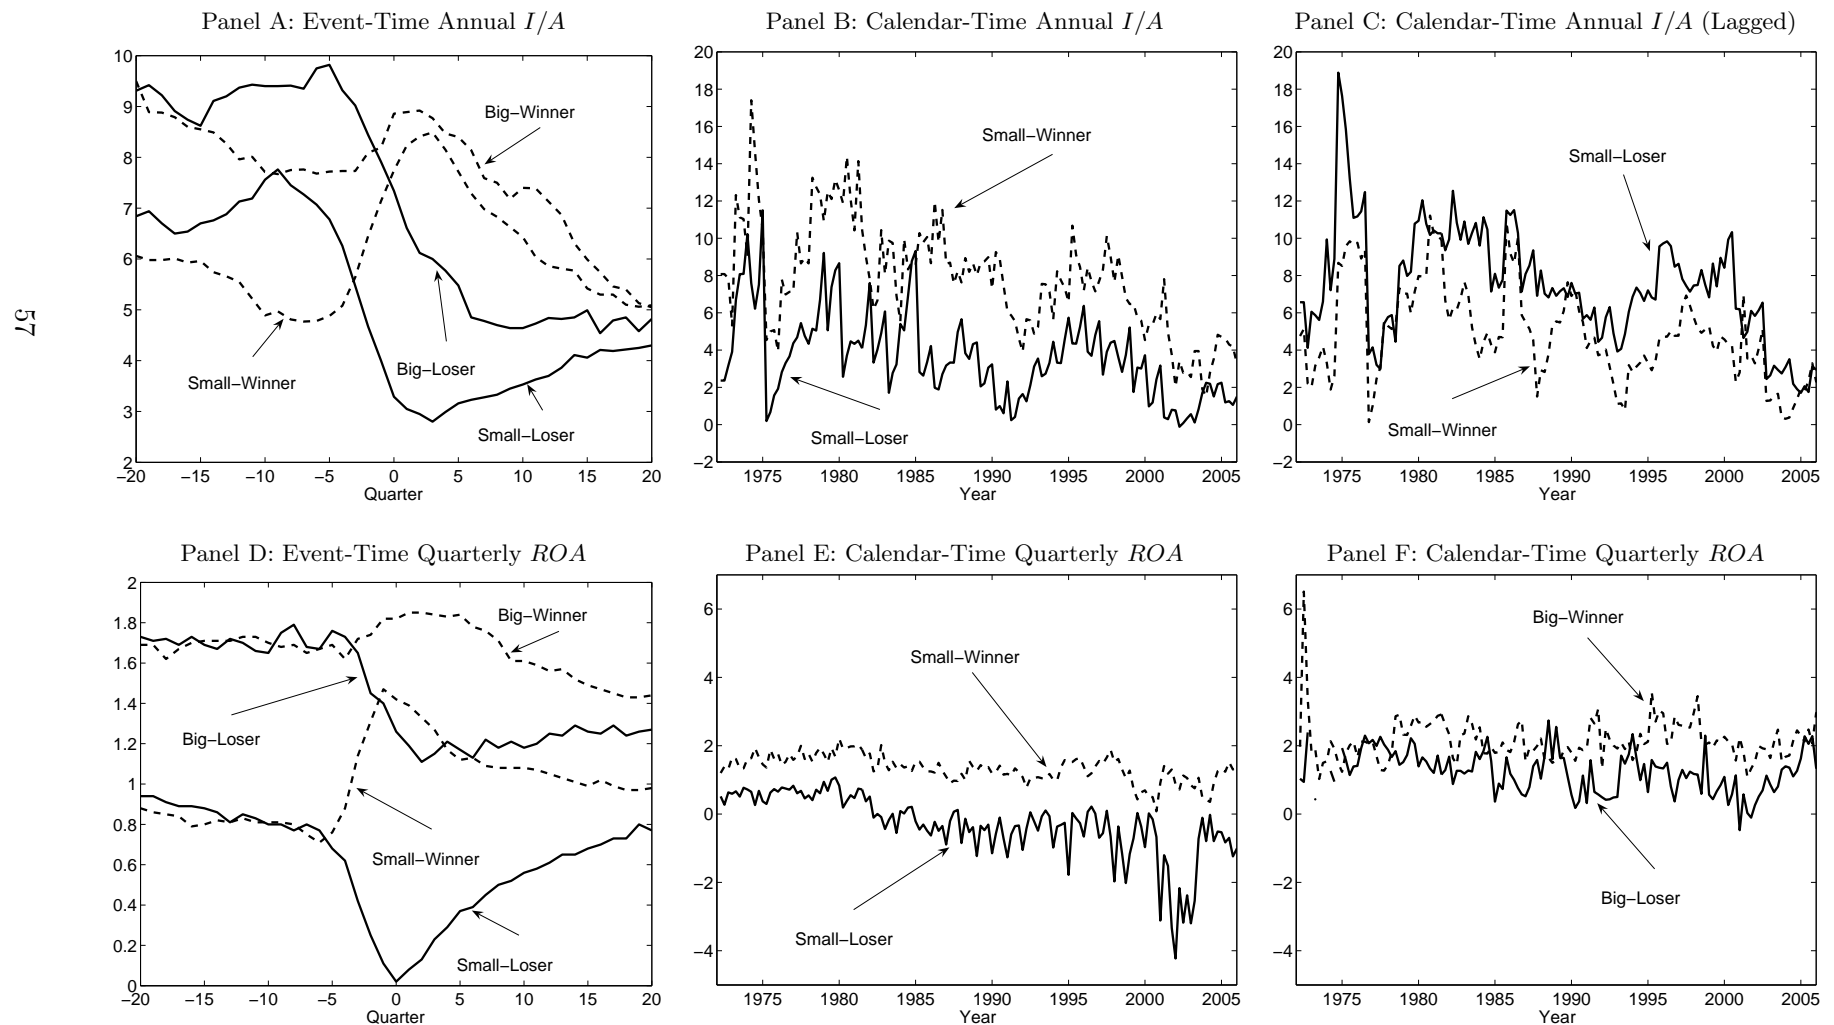 57
Panel A: Event-Time Annual I/A
10
9
8
7
6
5
4
3
2
−20 −15 −10 −5 0 5 10 15 20
Quarter
Big−Winner
Small−Winner
Big−Loser
Small−Loser
Panel B: Calendar-Time Annual I/A
20
18
16
14
12
10
8
6
4
2
0
−2
1975 1980 1985 1990 1995 2000 2005
Year
Small−Winner
Small−Loser
Panel C: Calendar-Time Annual I/A (Lagged)
20
18
16
14
12
10
8
6
4
2
0
−2
1975 1980 1985 1990 1995 2000 2005
Year
Small−Loser
Small−Winner
Panel D: Event-Time Quarterly ROA
2
1.8
1.6
1.4
1.2
1
0.8
0.6
0.4
0.2
0
−20 −15 −10 −5 0 5 10 15 20
Quarter
Big−Winner
Big−Loser
Small−Winner
Small−Loser
Panel E: Calendar-Time Quarterly ROA
6
4
2
0
−2
−4
1975 1980 1985 1990 1995 2000 2005
Year
Small−Winner
Small−Loser
Panel F: Calendar-Time Quarterly ROA
6
4
2
0
−2
−4
1975 1980 1985 1990 1995 2000 2005
Year
Big−Winner
Big−Loser